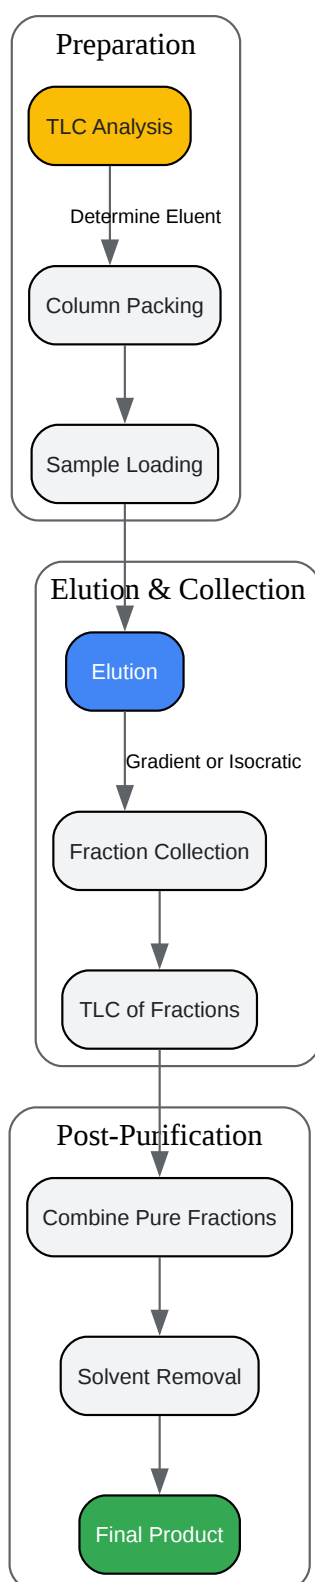 Preparation
TLC Analysis
Determine Eluent
Column Packing
Sample Loading
Elution & Collection
Elution
Gradient or Isocratic
Fraction Collection
TLC of Fractions
Post-Purification
Combine Pure Fractions
Solvent Removal
Final Product